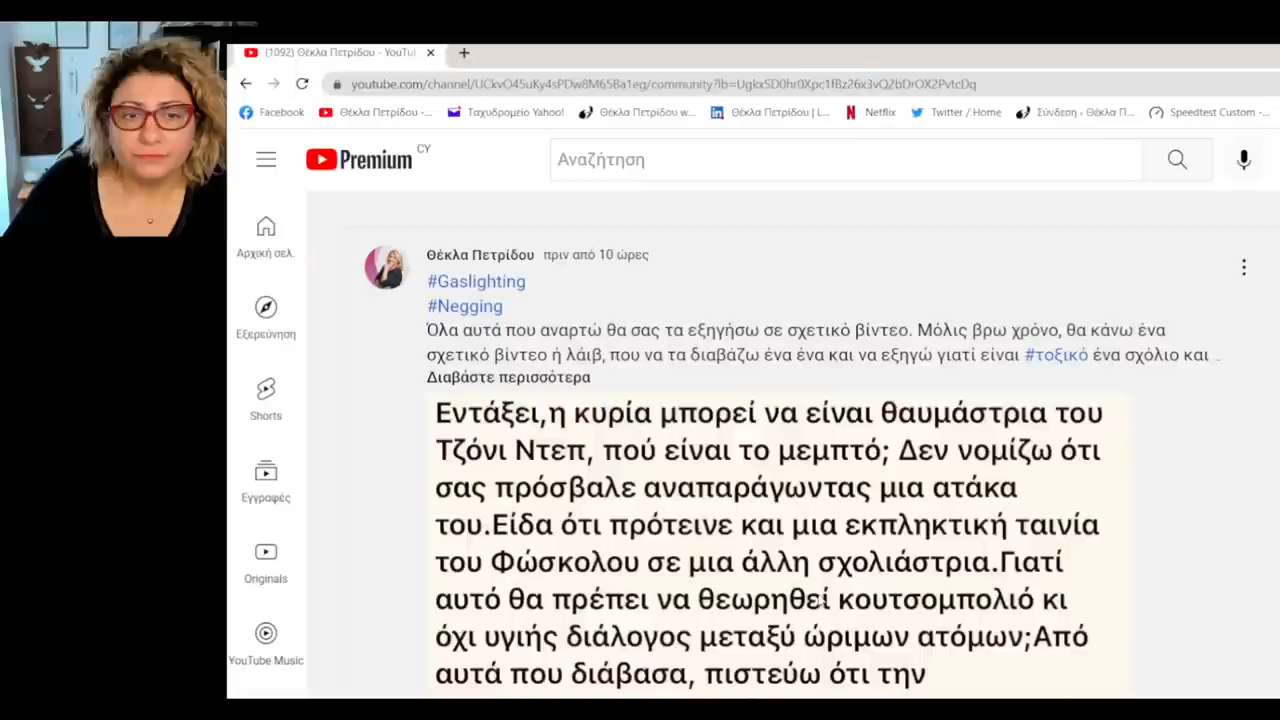 (1092) Θέκλα Πετρίδου - YouTu
youtube.com/channel/UCkvO45uKy4sPDw8M65Ba1eg/community?lb=UgkxSD0hr0Xpc1fBz26x3vQ2bDrOX2Pv1cDq
Facebook Θέκλα Πετρίδου -... Ταχυδρομείο Yahoo! Θέκλα Πετρίδου w... Θέκλα Πετρίδου | L... Netflix Twitter / Home Σύνδεση ‹ Θέκλα Π... Speedtest Custom -...
Premium CY
Αναζήτηση
Αρχική σελ.
Εξερεύνηση
Shorts
Εγγραφές
Originals
YouTube Music
Θέκλα Πετρίδου πριν από 10 ώρες
#Gaslighting
#Negging
Όλα αυτά που αναρτώ θα σας τα εξηγήσω σε σχετικό βίντεο. Μόλις βρω χρόνο, θα κάνω ένα
σχετικό βίντεο ή λάιβ, που να τα διαβάζω ένα ένα και να εξηγώ γιατί είναι #τοξικό ένα σχόλιο και ...
Διαβάστε περισσότερα
Εντάξει,η κυρία μπορεί να είναι θαυμάστρια του
Τζόνι Ντεπ, πού είναι το μεμπτό; Δεν νομίζω ότι
σας πρόσβαλε αναπαράγωντας μια ατάκα
του.Είδα ότι πρότεινε και μια εκπληκτική ταινία
του Φώσκολου σε μια άλλη σχολιάστρια.Γιατί
αυτό θα πρέπει να θεωρηθεί κουτσομπολιό κι
όχι υγιής διάλογος μεταξύ ώριμων ατόμων;Από
αυτά που διάβασα, πιστεύω ότι την